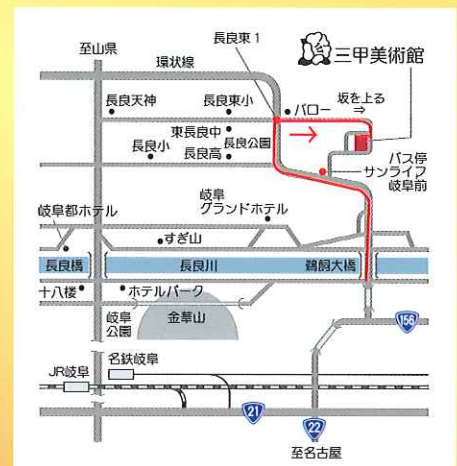 至山県
長良東1
三甲美術館
環状線
長良天神
長良東小
バロー
坂を上る
⇒
東長良中
長良小
長良高
長良公園
バス停
サンライフ
岐阜前
岐阜
グランドホテル
岐阜都ホテル
すぎ山
長良橋
長良川
鵜飼大橋
十八楼
ホテルパーク
岐阜
公園
金華山
156
名鉄岐阜
JR岐阜
21
22
至名古屋